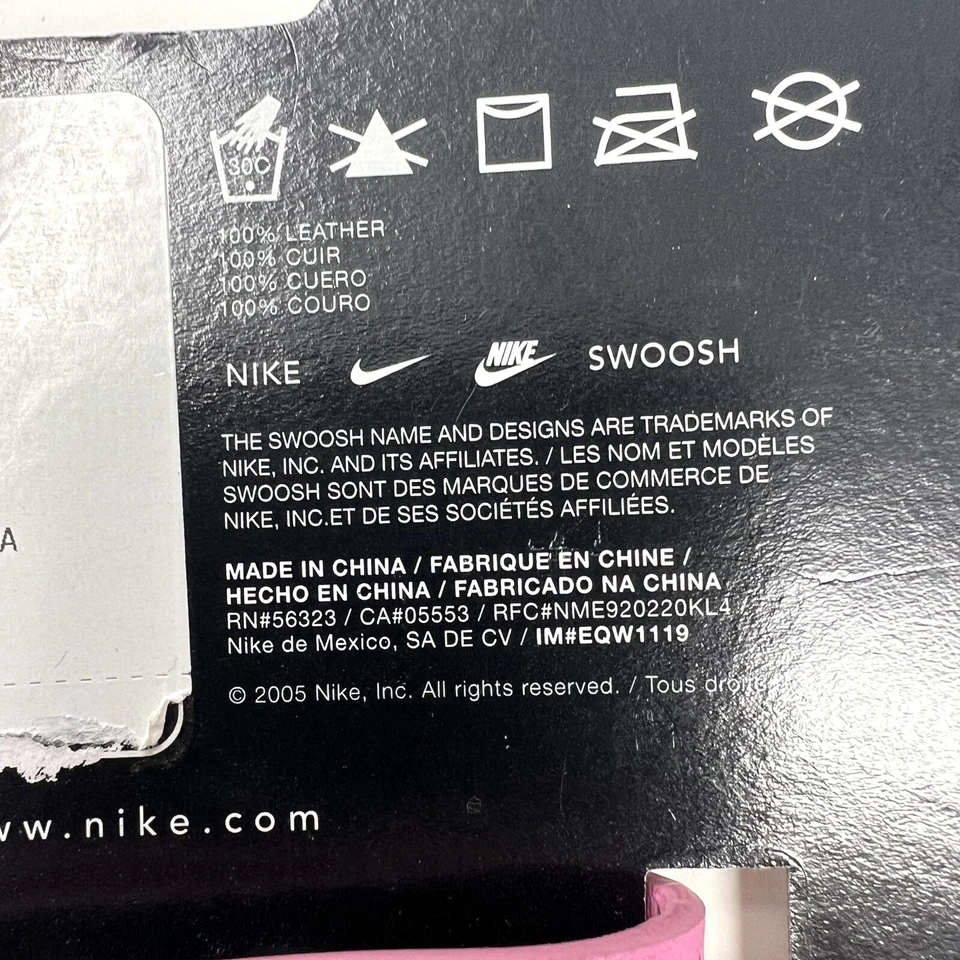 30C
100% LEATHER
100% CUIR
100% CUERO
100% COURO
NIKE NIKE SWOOSH
THE SWOOSH NAME AND DESIGNS ARE TRADEMARKS OF
NIKE, INC. AND ITS AFFILIATES. / LES NOM ET MODÈLES
SWOOSH SONT DES MARQUES DE COMMERCE DE
NIKE, INC.ET DE SES SOCIÉTÉS AFFILIÉES.
A
MADE IN CHINA / FABRIQUE EN CHINE /
HECHO EN CHINA / FABRICADO NA CHINA
RN#56323 / CA#05553 / RFC#NME920220KL4
Nike de Mexico, SA DE CV / IM#EQW1119
© 2005 Nike, Inc. All rights reserved. / Tous
ww.nike.com